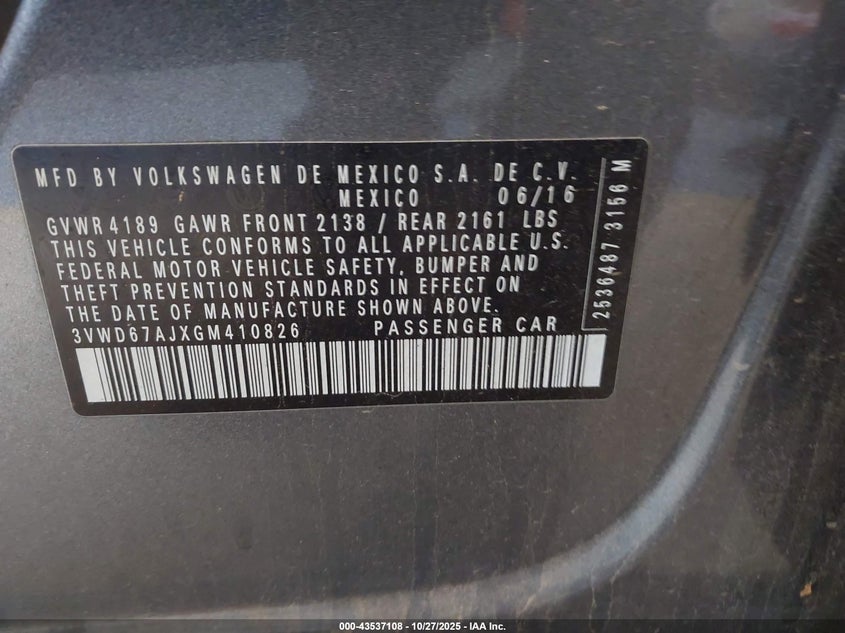 MFD BY VOLKSWAGEN DE MEXICO S.A. DE C.V.
MEXICO 06/16
GVWR 4189 GAWR FRONT 2138 / REAR 2161 LBS
THIS VEHICLE CONFORMS TO ALL APPLICABLE U.S.
FEDERAL MOTOR VEHICLE SAFETY, BUMPER AND
THEFT PREVENTION STANDARDS IN EFFECT ON
THE DATE OF MANUFACTURE SHOWN ABOVE.
3VWD67AJXGM410826 PASSENGER CAR
2536487 3156 M
000-43537108 - 10/27/2025 - IAA Inc.